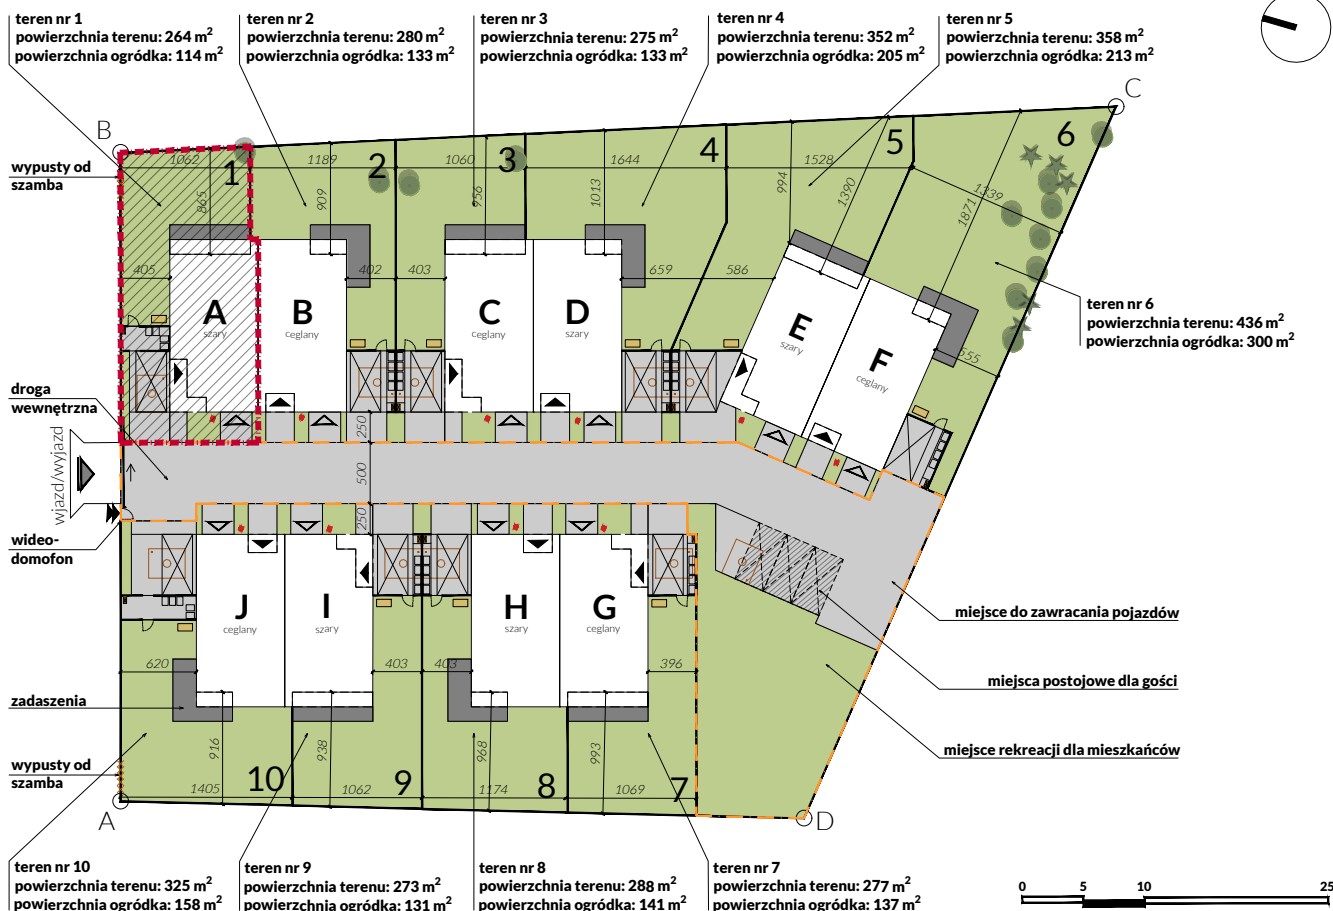 teren nr 1
powierzchnia terenu: 264 m²
powierzchnia ogródka: 114 m²
teren nr 2
powierzchnia terenu: 280 m²
powierzchnia ogródka: 133 m²
teren nr 3
powierzchnia terenu: 275 m²
powierzchnia ogródka: 133 m²
teren nr 4
powierzchnia terenu: 352 m²
powierzchnia ogródka: 205 m²
teren nr 5
powierzchnia terenu: 358 m²
powierzchnia ogródka: 213 m²
C
B
1
2
3
4
5
6
1062
1189
1060
1644
1528
1339
wypusty od
szamba
865
909
956
1013
994
1390
1871
405
402
403
659
586
555
A
szary
B
ceglany
C
ceglany
D
szary
E
szary
F
ceglany
teren nr 6
powierzchnia terenu: 436 m²
powierzchnia ogródka: 300 m²
droga
wewnętrzna
wjazd/wyjazd
250
500
250
wideo-
domofon
J
ceglany
I
szary
H
szary
G
ceglany
miejsce do zawracania pojazdów
620
403
403
396
miejsca postojowe dla gości
zadaszenia
916
938
968
993
miejsce rekreacji dla mieszkańców
wypusty od
szamba
1405
10
1062
9
1174
8
1069
7
A
D
teren nr 10
powierzchnia terenu: 325 m²
powierzchnia ogródka: 158 m²
teren nr 9
powierzchnia terenu: 273 m²
powierzchnia ogródka: 131 m²
teren nr 8
powierzchnia terenu: 288 m²
powierzchnia ogródka: 141 m²
teren nr 7
powierzchnia terenu: 277 m²
powierzchnia ogródka: 137 m²
0 5 10 25